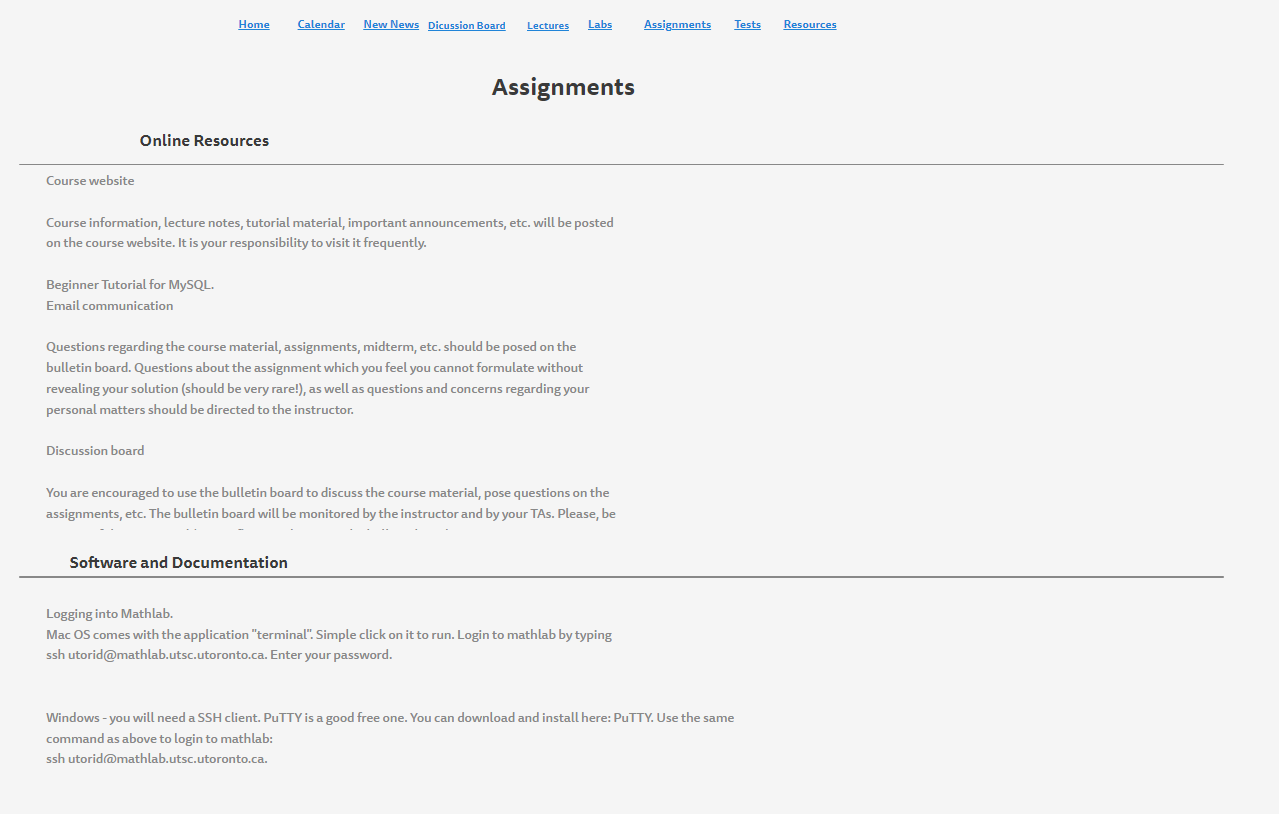 Home Calendar New News Dicussion Board Lectures Labs Assignments Tests Resources
Assignments
Online Resources
Course website
Course information, lecture notes, tutorial material, important announcements, etc. will be posted
on the course website. It is your responsibility to visit it frequently.
Beginner Tutorial for MySQL.
Email communication
Questions regarding the course material, assignments, midterm, etc. should be posed on the
bulletin board. Questions about the assignment which you feel you cannot formulate without
revealing your solution (should be very rare!), as well as questions and concerns regarding your
personal matters should be directed to the instructor.
Discussion board
You are encouraged to use the bulletin board to discuss the course material, pose questions on the
assignments, etc. The bulletin board will be monitored by the instructor and by your TAs. Please, be
Software and Documentation
Logging into Mathlab.
Mac OS comes with the application "terminal". Simple click on it to run. Login to mathlab by typing
ssh utorid@mathlab.utsc.utoronto.ca. Enter your password.
Windows - you will need a SSH client. PuTTY is a good free one. You can download and install here: PuTTY. Use the same
command as above to login to mathlab:
ssh utorid@mathlab.utsc.utoronto.ca.